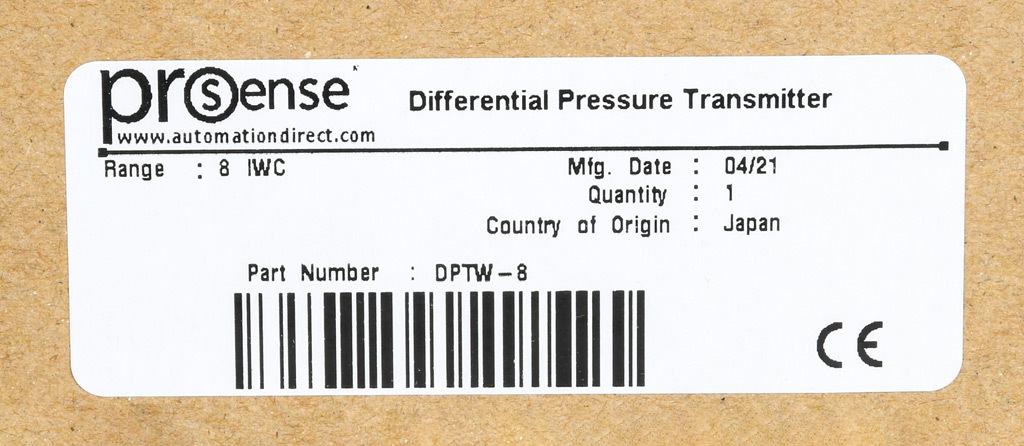 prosense
Differential Pressure Transmitter
www.automationdirect.com
Range : 8 IWC
Mfg. Date : 04/21
Quantity : 1
Country of Origin : Japan
Part Number : DPTW-8
CE